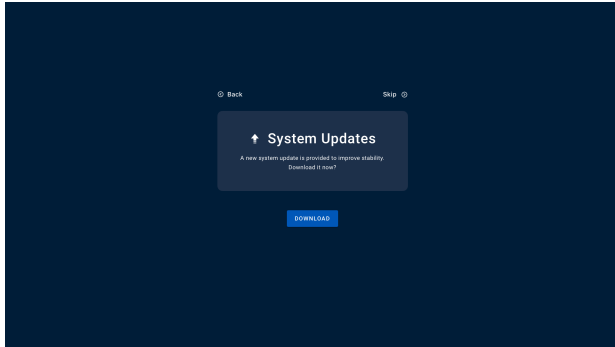 Back
Skip
System Updates
A new system update is provided to improve stability.
Download it now?
DOWNLOAD